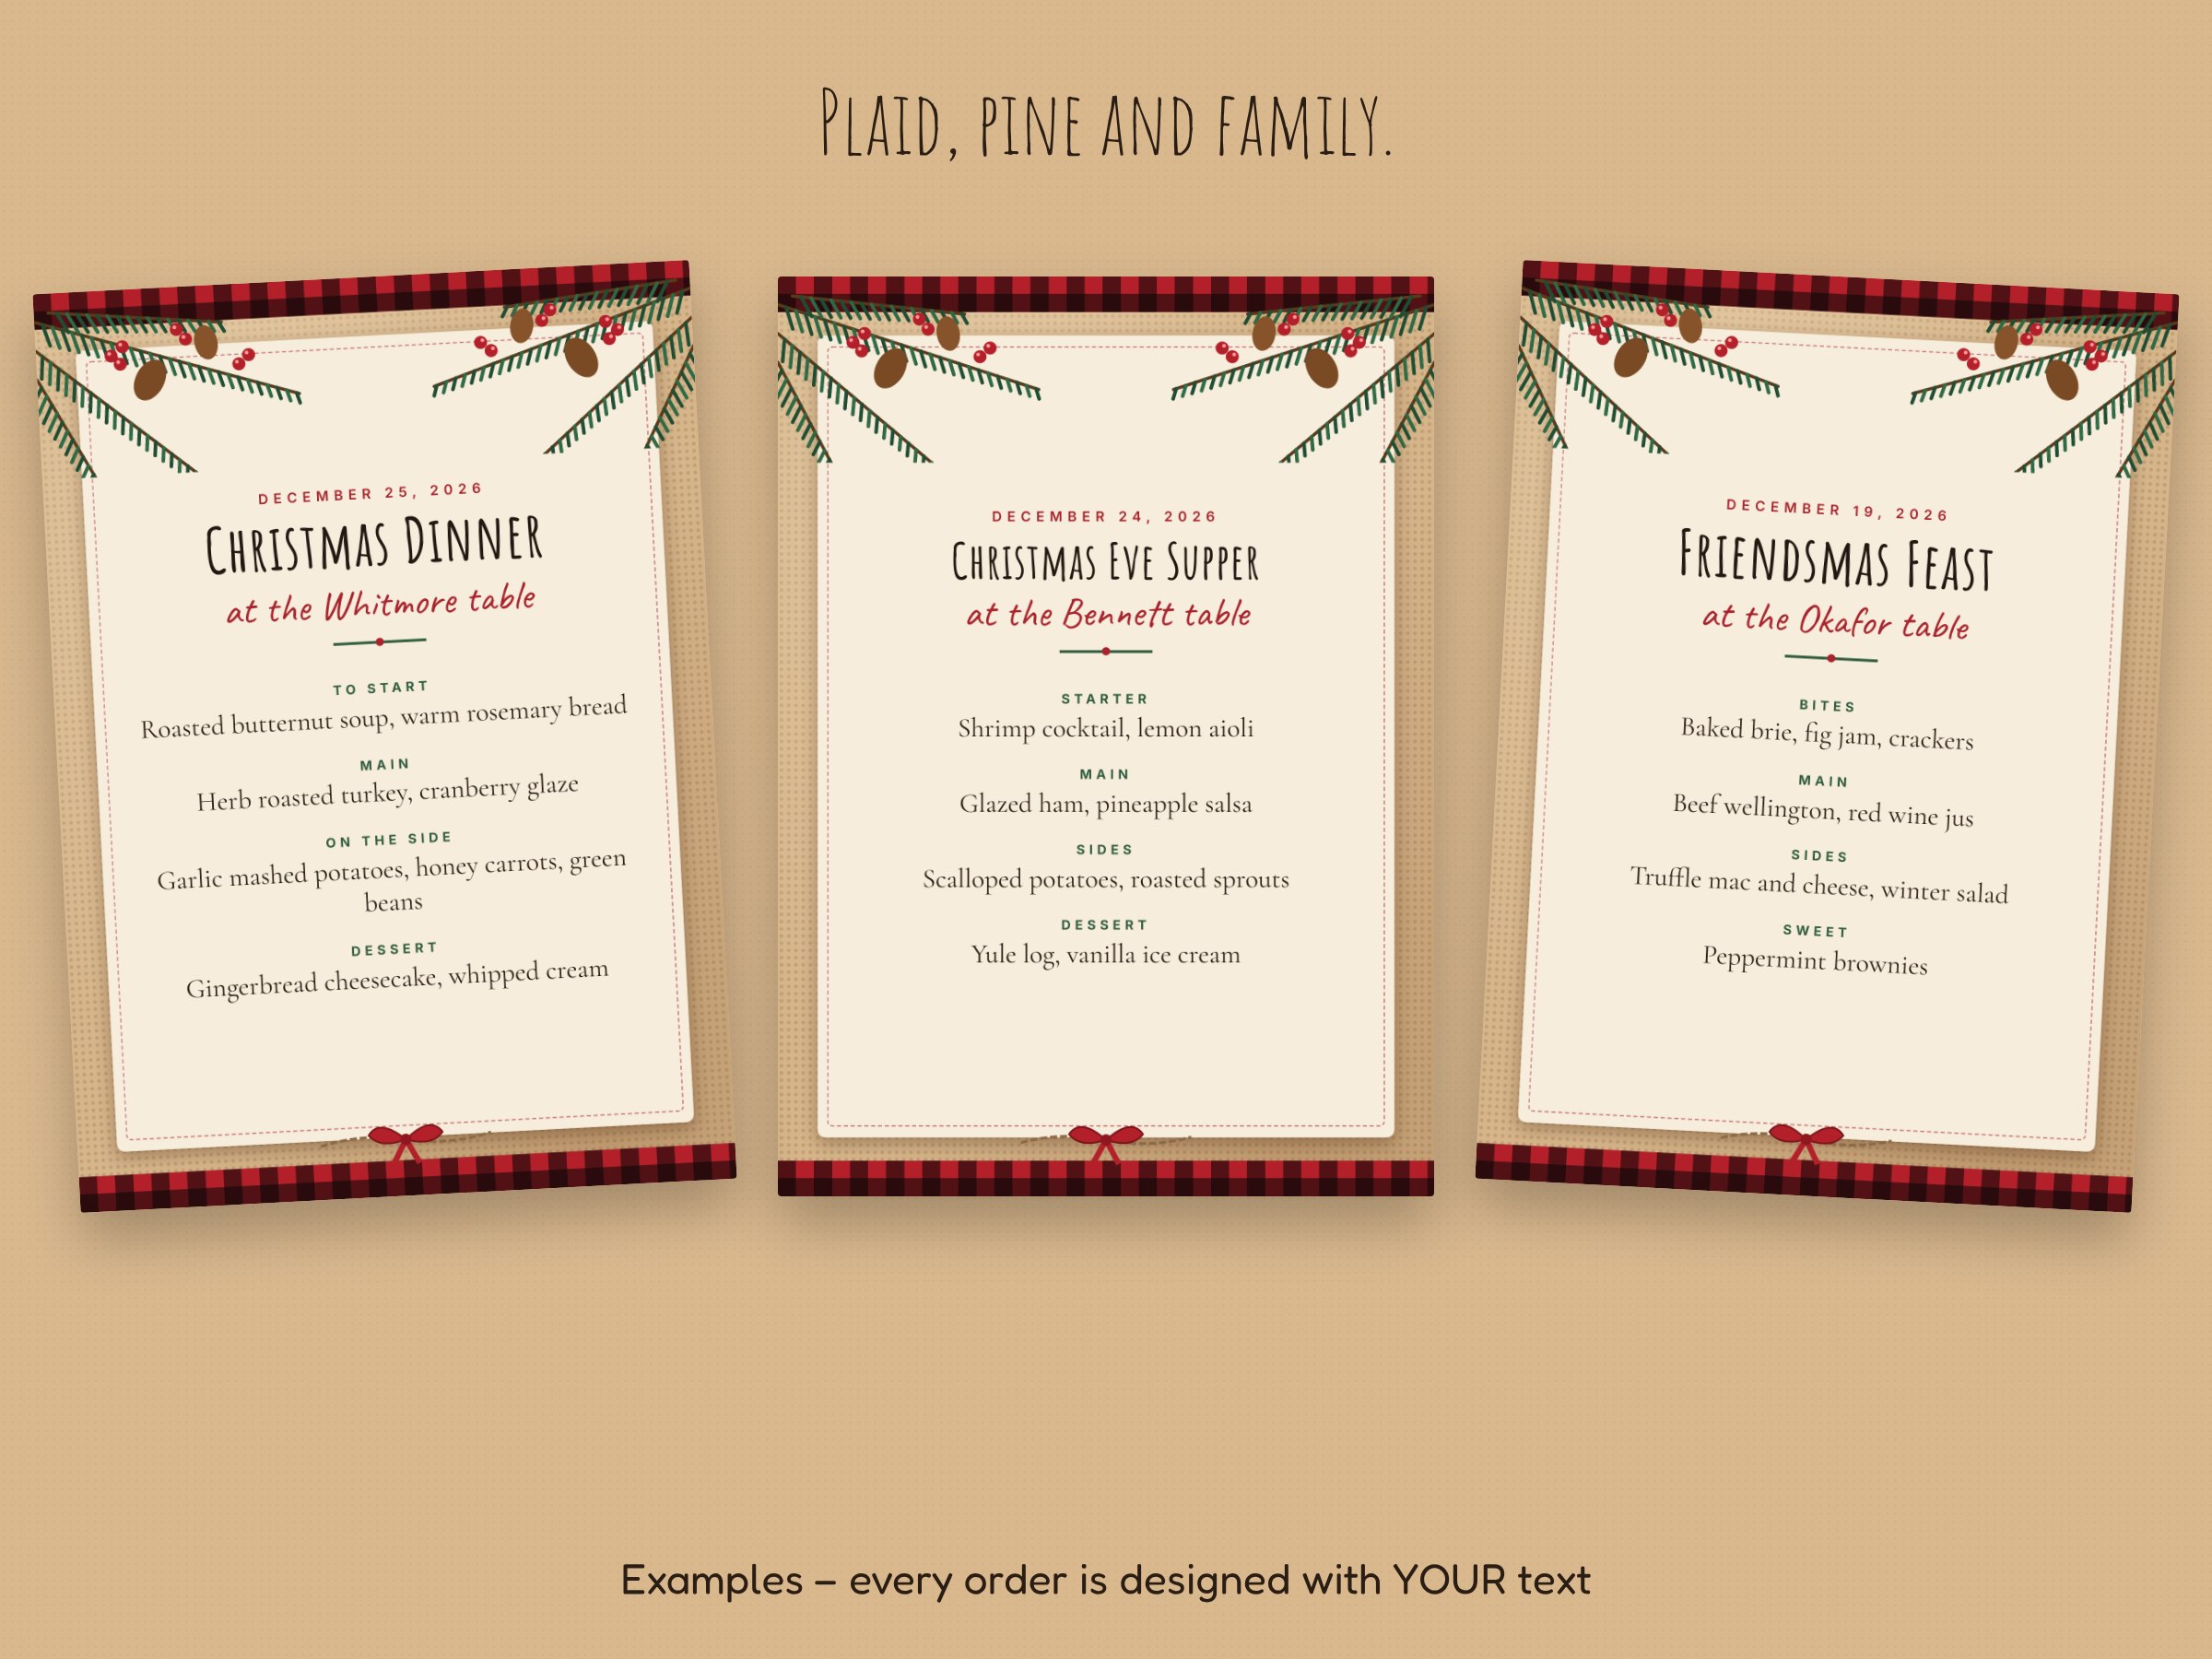 Plaid, pine and family.
DECEMBER 25, 2026
Christmas Dinner
at the Whitmore table
TO START
Roasted butternut soup, warm rosemary bread
MAIN
Herb roasted turkey, cranberry glaze
ON THE SIDE
Garlic mashed potatoes, honey carrots, green
beans
DESSERT
Gingerbread cheesecake, whipped cream
DECEMBER 24, 2026
Christmas Eve Supper
at the Bennett table
STARTER
Shrimp cocktail, lemon aioli
MAIN
Glazed ham, pineapple salsa
SIDES
Scalloped potatoes, roasted sprouts
DESSERT
Yule log, vanilla ice cream
DECEMBER 19, 2026
Friendsmas Feast
at the Okafor table
BITES
Baked brie, fig jam, crackers
MAIN
Beef wellington, red wine jus
SIDES
Truffle mac and cheese, winter salad
SWEET
Peppermint brownies
Examples – every order is designed with YOUR text